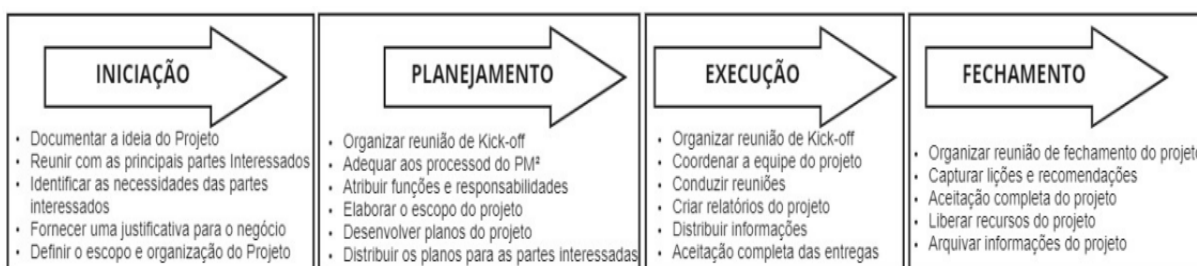 INICIAÇÃO
• Documentar a ideia do Projeto
• Reunir com as principais partes Interessados
• Identificar as necessidades das partes
interessados
• Fornecer uma justificativa para o negócio
• Definir o escopo e organização do Projeto
PLANEJAMENTO
• Organizar reunião de Kick-off
• Adequar aos processod do PM²
• Atribuir funções e responsabilidades
• Elaborar o escopo do projeto
• Desenvolver planos do projeto
• Distribuir os planos para as partes interessadas
EXECUÇÃO
• Organizar reunião de Kick-off
• Coordenar a equipe do projeto
• Conduzir reuniões
• Criar relatórios do projeto
• Distribuir informações
• Aceitação completa das entregas
FECHAMENTO
• Organizar reunião de fechamento do projeto
• Capturar lições e recomendações
• Aceitação completa do projeto
• Liberar recursos do projeto
• Arquivar informações do projeto